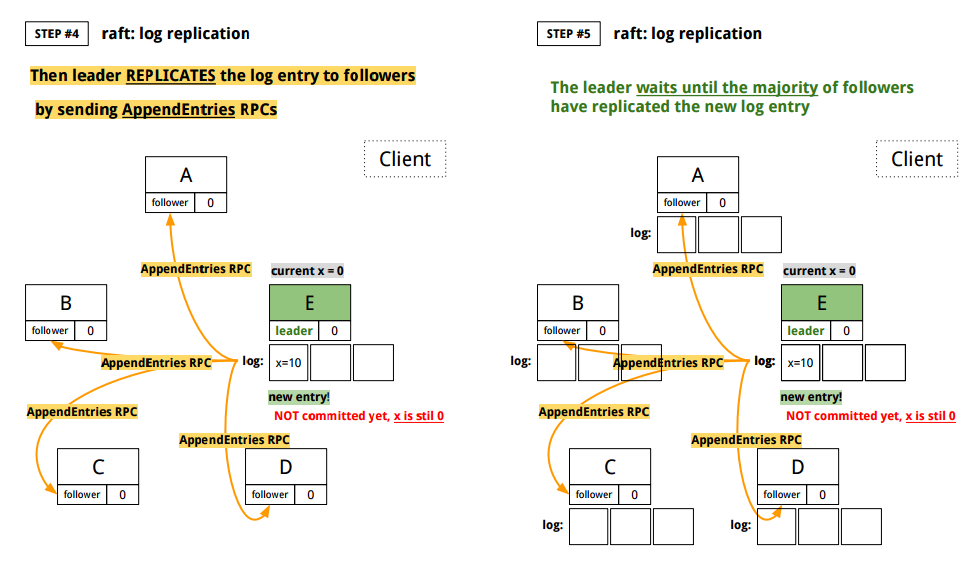 STEP #4 raft: log replication
Then leader REPLICATES the log entry to followers
by sending AppendEntries RPCs
Client
A
follower 0
AppendEntries RPC
current x = 0
B
follower 0
E
leader 0
AppendEntries RPC
log: x=10
new entry!
NOT committed yet, x is stil 0
AppendEntries RPC
AppendEntries RPC
C
follower 0
D
follower 0
STEP #5 raft: log replication
The leader waits until the majority of followers
have replicated the new log entry
Client
A
follower 0
log:
AppendEntries RPC
current x = 0
B
follower 0
E
leader 0
log:
AppendEntries RPC
log: x=10
new entry!
NOT committed yet, x is stil 0
AppendEntries RPC
AppendEntries RPC
C
follower 0
log:
D
follower 0
log: